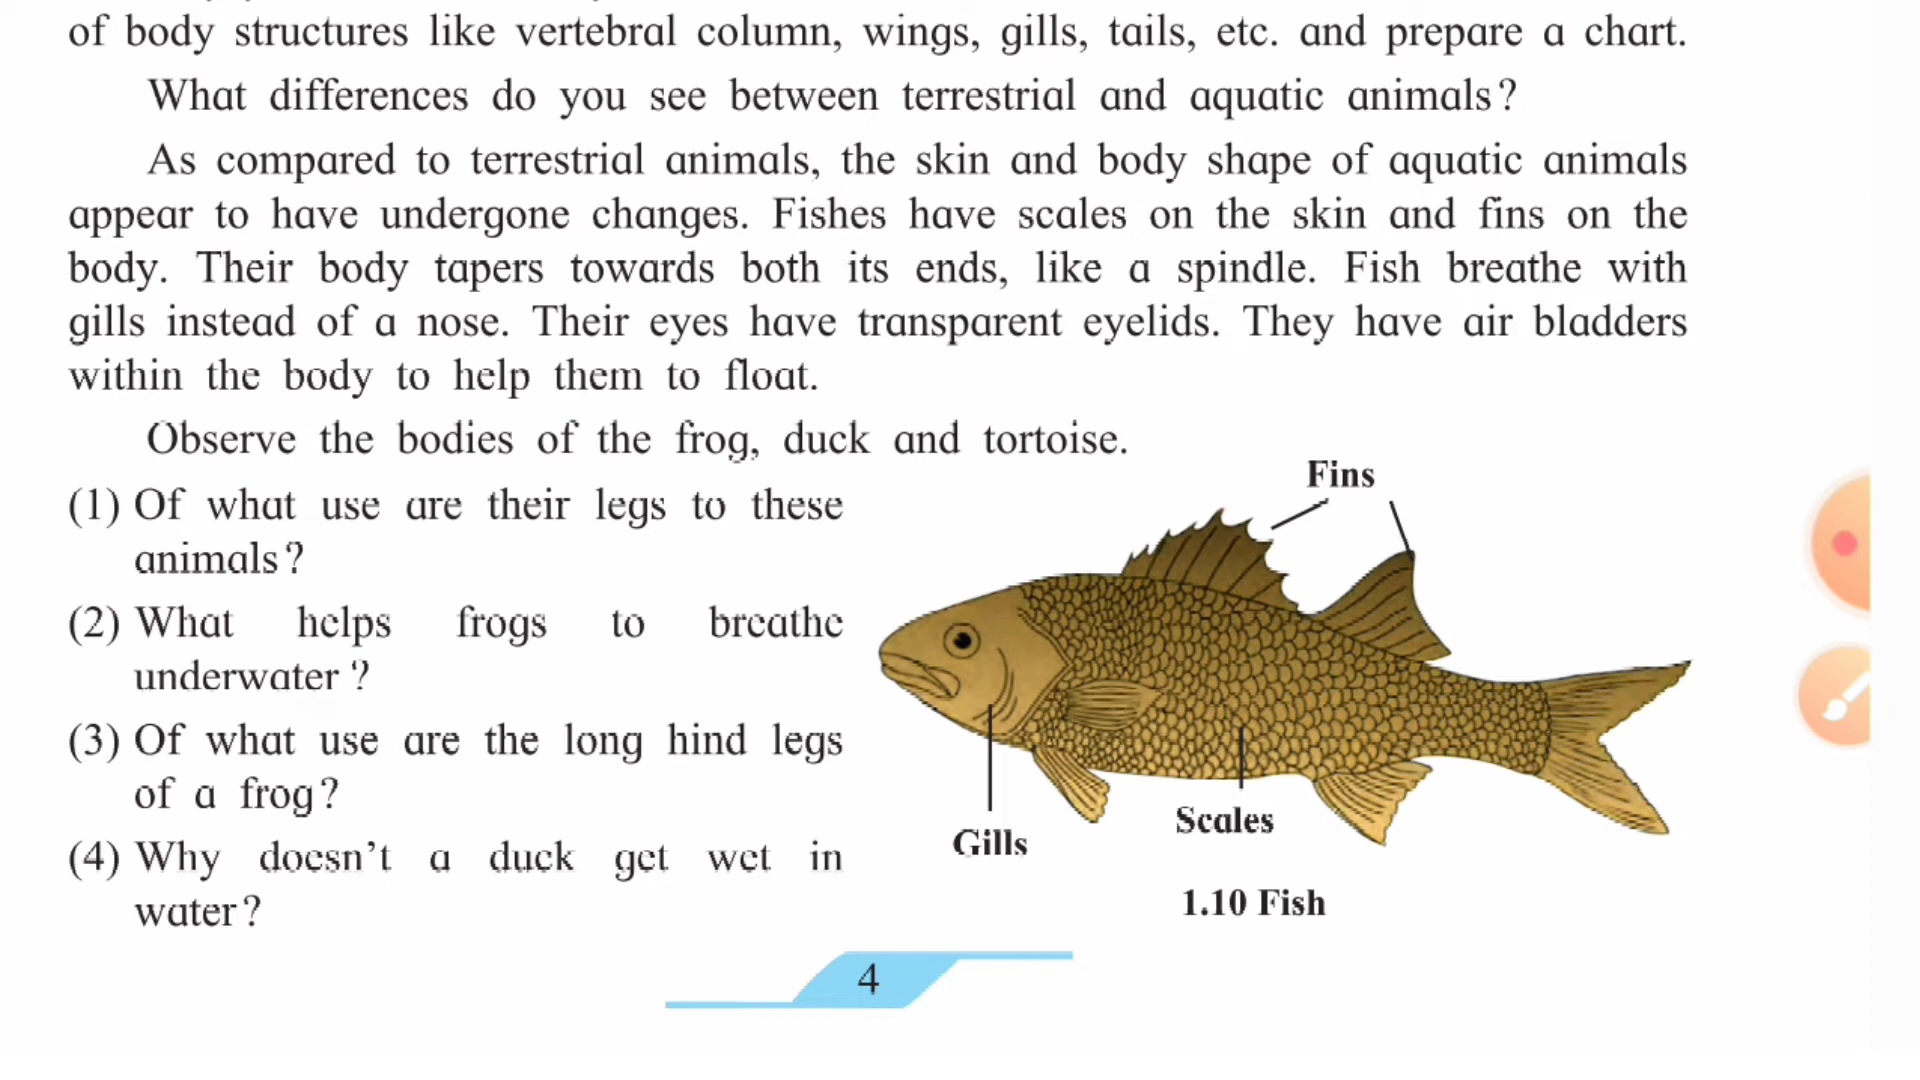 of body structures like vertebral column, wings, gills, tails, etc. and prepare a chart.
What differences do you see between terrestrial and aquatic animals?
As compared to terrestrial animals, the skin and body shape of aquatic animals
appear to have undergone changes. Fishes have scales on the skin and fins on the
body. Their body tapers towards both its ends, like a spindle. Fish breathe with
gills instead of a nose. Their eyes have transparent eyelids. They have air bladders
within the body to help them to float.
Observe the bodies of the frog, duck and tortoise.
(1) Of what use are their legs to these
animals?
(2) What helps frogs to breathe
underwater ?
(3) Of what use are the long hind legs
of a frog?
(4) Why doesn't a duck get wet in
water?
Fins
Gills
Scales
1.10 Fish
4